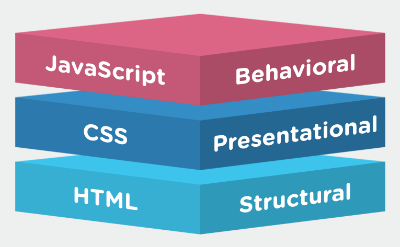 JavaScript Behavioral
CSS Presentational
HTML Structural